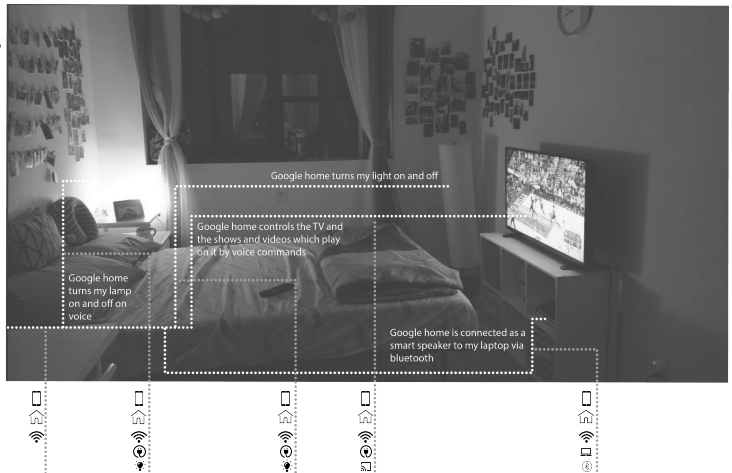 Google home turns my light on and off
Google home controls the TV and
the shows and videos which play
on it by voice commands
Google home
turns my lamp
on and off on
voice
Google home is connected as a
smart speaker to my laptop via
bluetooth